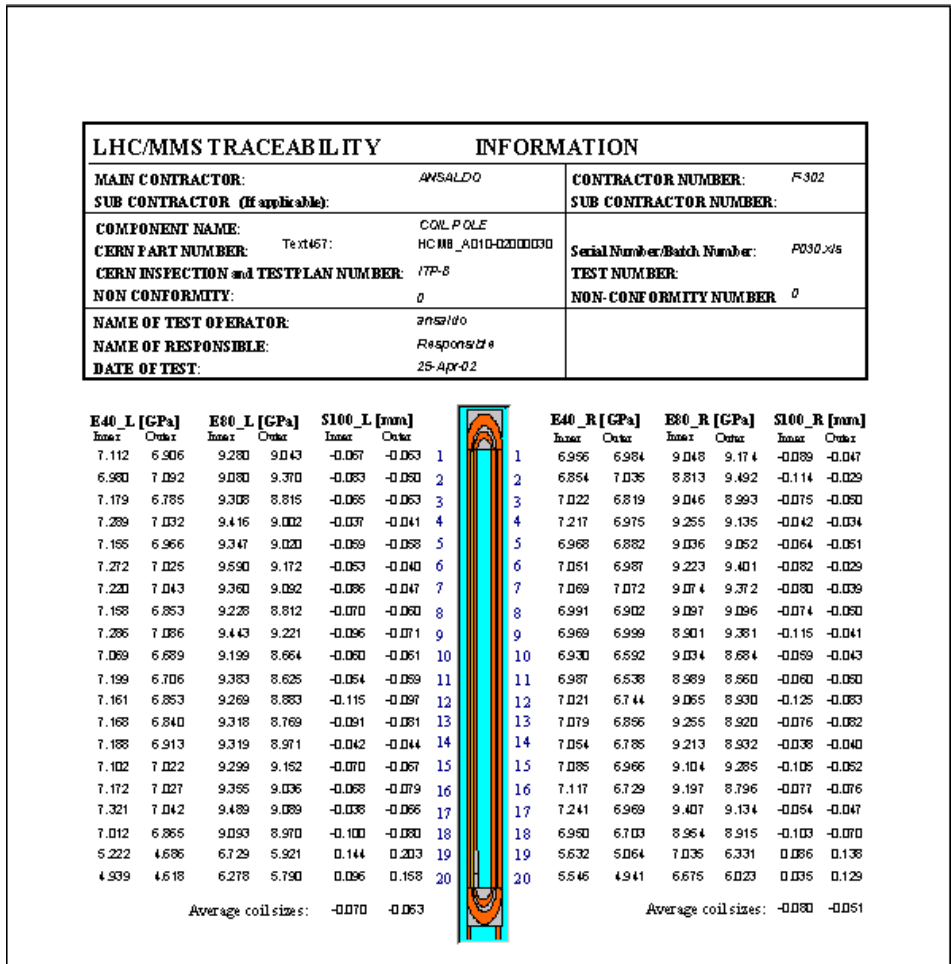 LHC/MMS TRACEABILITY INFORMATION
MAIN CONTRACTOR: ANSALDO CONTRACTOR NUMBER: F-302
SUB CONTRACTOR (If applicable): SUB CONTRACTOR NUMBER:
COMPONENT NAME: COIL POLE
CERN PART NUMBER: Text467: HCMB_A010-02000030 Serial Number/Batch Number: P030.xls
CERN INSPECTION and TESTPLAN NUMBER: ITP-8 TEST NUMBER:
NON CONFORMITY: 0 NON-CONFORMITY NUMBER 0
NAME OF TEST OPERATOR: ansaldo
NAME OF RESPONSIBLE: Responsible
DATE OF TEST: 25-Apr-02
E40_L [GPa] E80_L [GPa] S100_L [mm] E40_R [GPa] E80_R [GPa] S100_R [mm]
Inner Outer Inner Outer Inner Outer Inner Outer Inner Outer Inner Outer
7.112 6.906 9.280 9.043 -0.067 -0.063 1 1 6.956 6.984 9.048 9.174 -0.089 -0.047
6.980 7.092 9.080 9.370 -0.083 -0.050 2 2 6.854 7.035 8.813 9.492 -0.114 -0.029
7.179 6.785 9.308 8.815 -0.065 -0.063 3 3 7.022 6.819 9.046 8.993 -0.075 -0.050
7.289 7.032 9.416 9.002 -0.037 -0.041 4 4 7.217 6.975 9.255 9.135 -0.042 -0.034
7.155 6.966 9.347 9.020 -0.059 -0.058 5 5 6.968 6.882 9.036 9.052 -0.064 -0.051
7.272 7.025 9.590 9.172 -0.053 -0.040 6 6 7.051 6.987 9.223 9.401 -0.082 -0.029
7.220 7.043 9.360 9.092 -0.086 -0.047 7 7 7.069 7.072 9.074 9.372 -0.080 -0.039
7.158 6.853 9.228 8.812 -0.070 -0.060 8 8 6.991 6.902 9.097 9.096 -0.074 -0.050
7.286 7.086 9.443 9.221 -0.096 -0.071 9 9 6.969 6.999 8.901 9.381 -0.115 -0.041
7.069 6.689 9.199 8.664 -0.060 -0.061 10 10 6.930 6.592 9.034 8.684 -0.059 -0.043
7.199 6.706 9.383 8.625 -0.054 -0.059 11 11 6.987 6.538 8.989 8.560 -0.060 -0.050
7.161 6.853 9.269 8.883 -0.115 -0.097 12 12 7.021 6.744 9.065 8.930 -0.125 -0.083
7.168 6.840 9.318 8.769 -0.091 -0.081 13 13 7.079 6.856 9.255 8.920 -0.076 -0.082
7.188 6.913 9.319 8.971 -0.042 -0.044 14 14 7.054 6.785 9.213 8.932 -0.038 -0.040
7.102 7.022 9.299 9.152 -0.070 -0.067 15 15 7.085 6.966 9.104 9.285 -0.105 -0.052
7.172 7.027 9.355 9.036 -0.068 -0.079 16 16 7.117 6.729 9.197 8.796 -0.077 -0.076
7.321 7.042 9.489 9.089 -0.038 -0.066 17 17 7.241 6.969 9.407 9.134 -0.054 -0.047
7.012 6.865 9.093 8.970 -0.100 -0.080 18 18 6.950 6.703 8.954 8.915 -0.103 -0.070
5.222 4.686 6.729 5.921 0.144 0.203 19 19 5.632 5.064 7.035 6.331 0.086 0.138
4.939 4.618 6.278 5.790 0.096 0.158 20 20 5.546 4.941 6.675 6.023 0.035 0.129
Average coil sizes: -0.070 -0.063 Average coil sizes: -0.080 -0.051